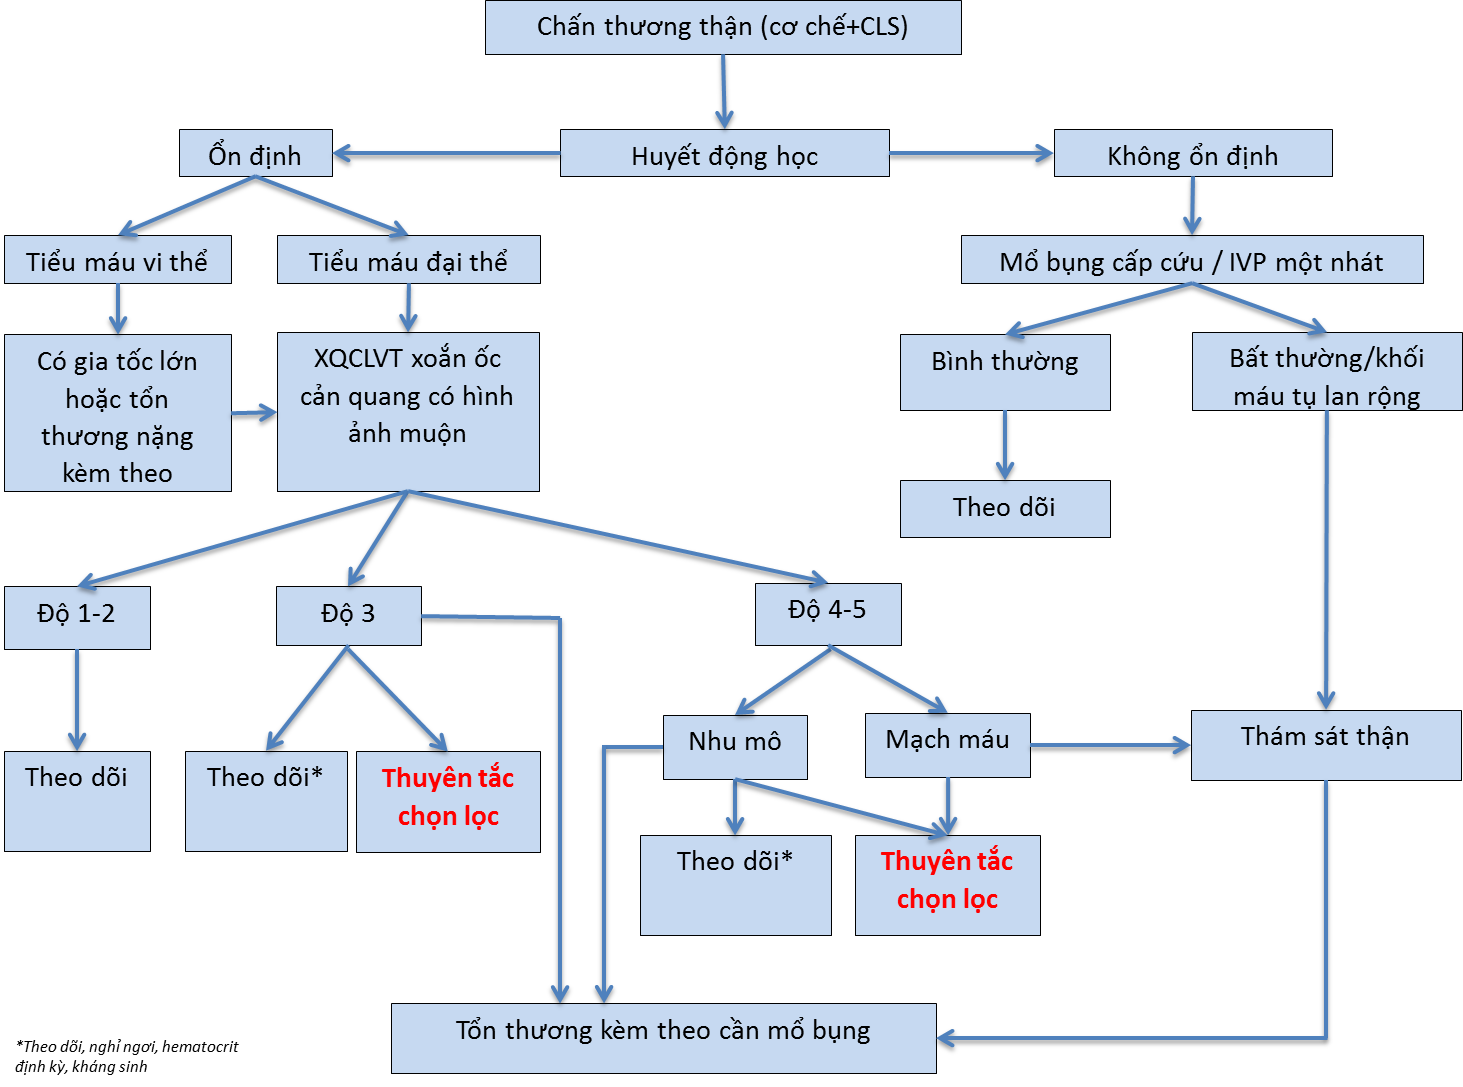 Chấn thương thận (cơ chế+CLS)
Ổn định
Huyết động học
Không ổn định
Tiểu máu vi thể
Tiểu máu đại thể
Mổ bụng cấp cứu / IVP một nhát
Có gia tốc lớn
hoặc tổn
thương nặng
kèm theo
XQCLVT xoắn ốc
cản quang có hình
ảnh muộn
Bình thường
Bất thường/khối
máu tụ lan rộng
Theo dõi
Độ 1-2
Độ 3
Độ 4-5
Nhu mô
Mạch máu
Thám sát thận
Theo dõi
Theo dõi*
Thuyên tắc
chọn lọc
Theo dõi*
Thuyên tắc
chọn lọc
Tổn thương kèm theo cần mổ bụng
*Theo dõi, nghỉ ngơi, hematocrit
định kỳ, kháng sinh